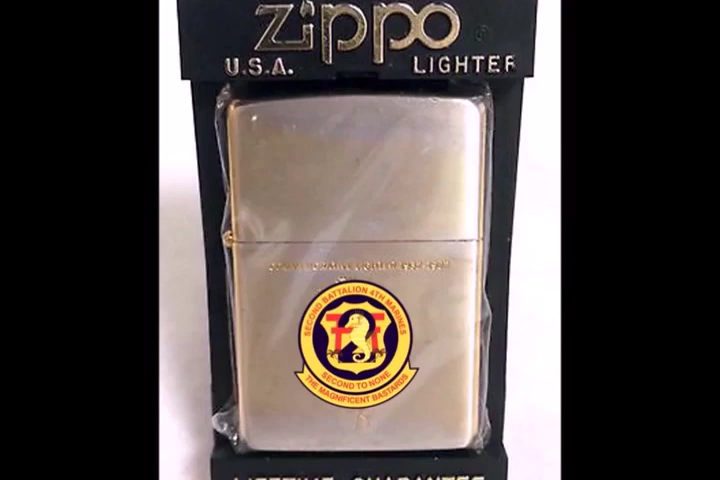 zippo
U.S.A. LIGHTER
SECOND BATTALION 4TH MARINES
SECOND TO NONE
THE MAGNIFICENT BASTARDS